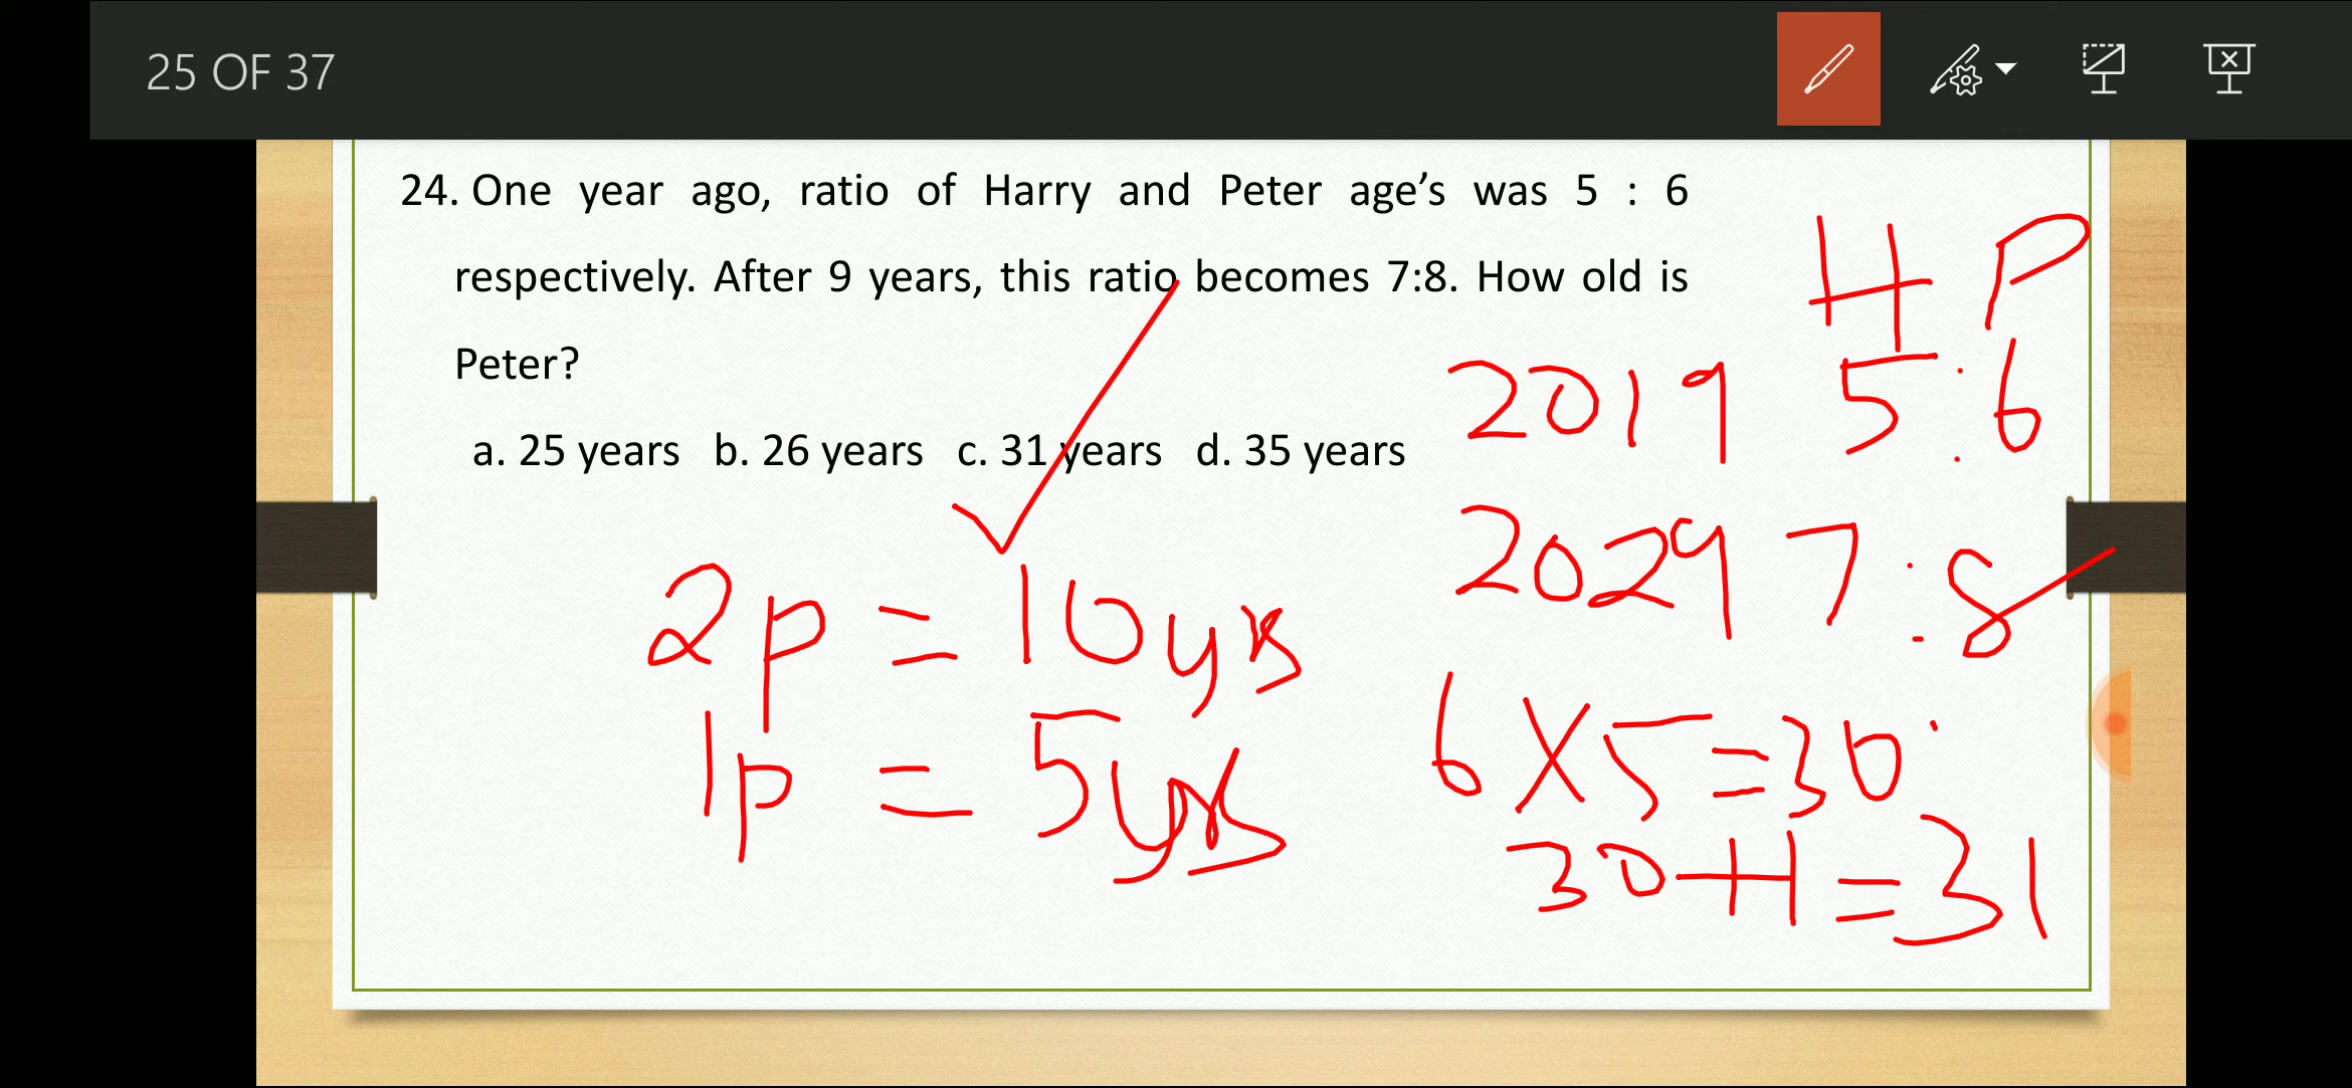 25 OF 37
24. One year ago, ratio of Harry and Peter age’s was 5 : 6
respectively. After 9 years, this ratio becomes 7:8. How old is
Peter?
a. 25 years b. 26 years c. 31 years d. 35 years
H P
2019 5 : 6
2029 7 : 8
2p = 10yrs
1p = 5yrs
6 X 5 = 30
30+1 = 31